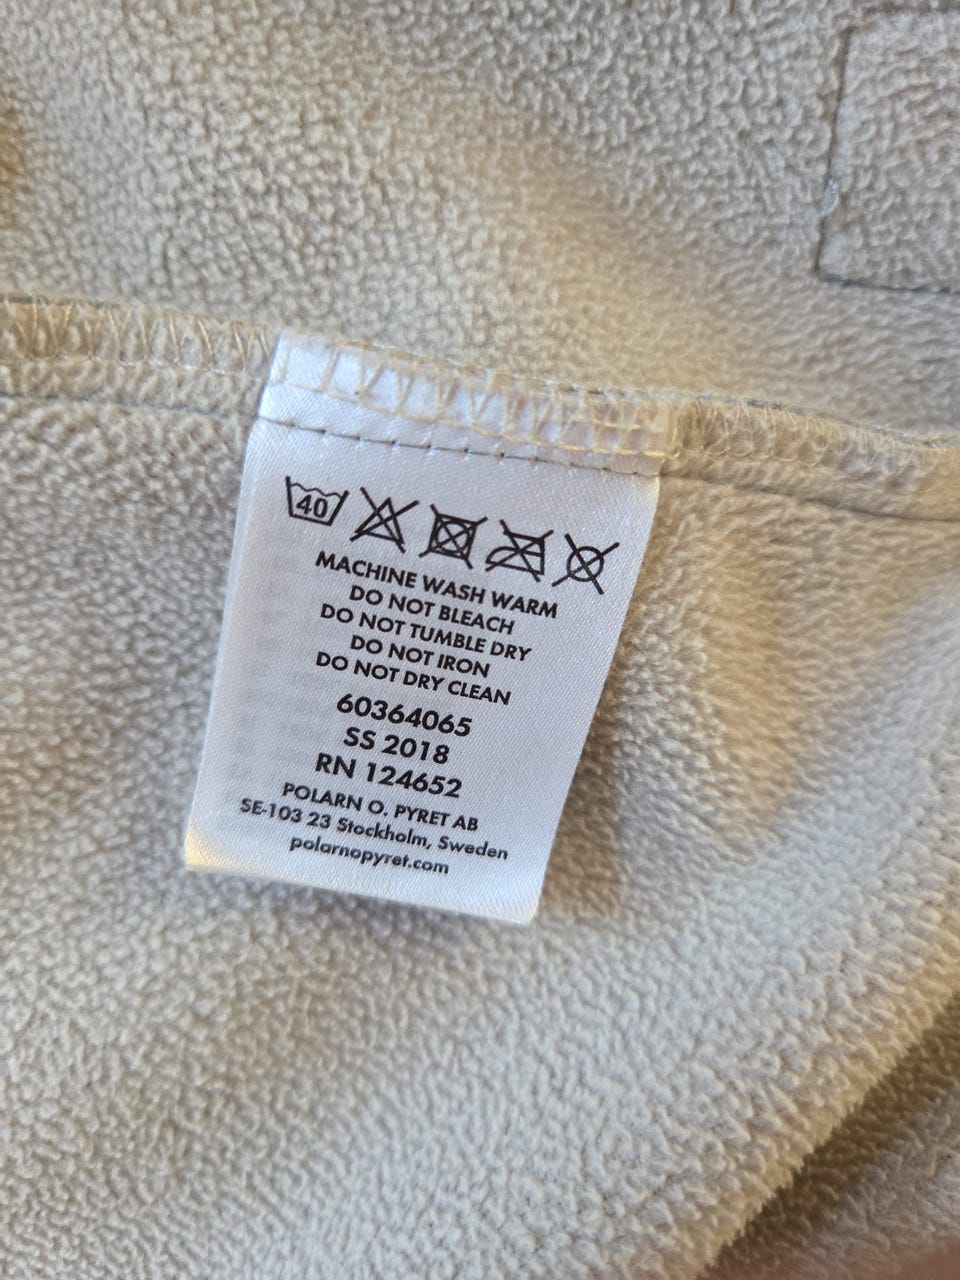 40
MACHINE WASH WARM
DO NOT BLEACH
DO NOT TUMBLE DRY
DO NOT IRON
DO NOT DRY CLEAN
60364065
SS 2018
RN 124652
POLARN O. PYRET AB
SE-103 23 Stockholm, Sweden
polarnopyret.com